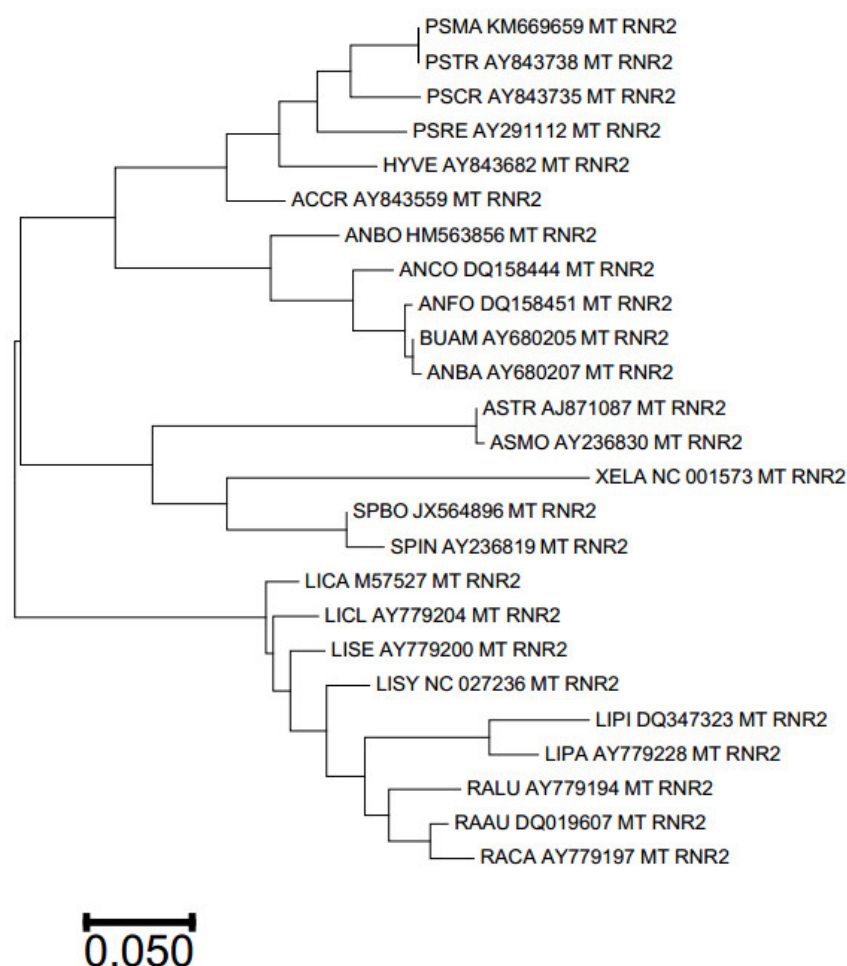 PSMA KM669659 MT RNR2
PSTR AY843738 MT RNR2
PSCR AY843735 MT RNR2
PSRE AY291112 MT RNR2
HYVE AY843682 MT RNR2
ACCR AY843559 MT RNR2
ANBO HM563856 MT RNR2
ANCO DQ158444 MT RNR2
ANFO DQ158451 MT RNR2
BUAM AY680205 MT RNR2
ANBA AY680207 MT RNR2
ASTR AJ871087 MT RNR2
ASMO AY236830 MT RNR2
XELA NC 001573 MT RNR2
SPBO JX564896 MT RNR2
SPIN AY236819 MT RNR2
LICA M57527 MT RNR2
LICL AY779204 MT RNR2
LISE AY779200 MT RNR2
LISY NC 027236 MT RNR2
LIPI DQ347323 MT RNR2
LIPA AY779228 MT RNR2
RALU AY779194 MT RNR2
RAAU DQ019607 MT RNR2
RACA AY779197 MT RNR2
0.050